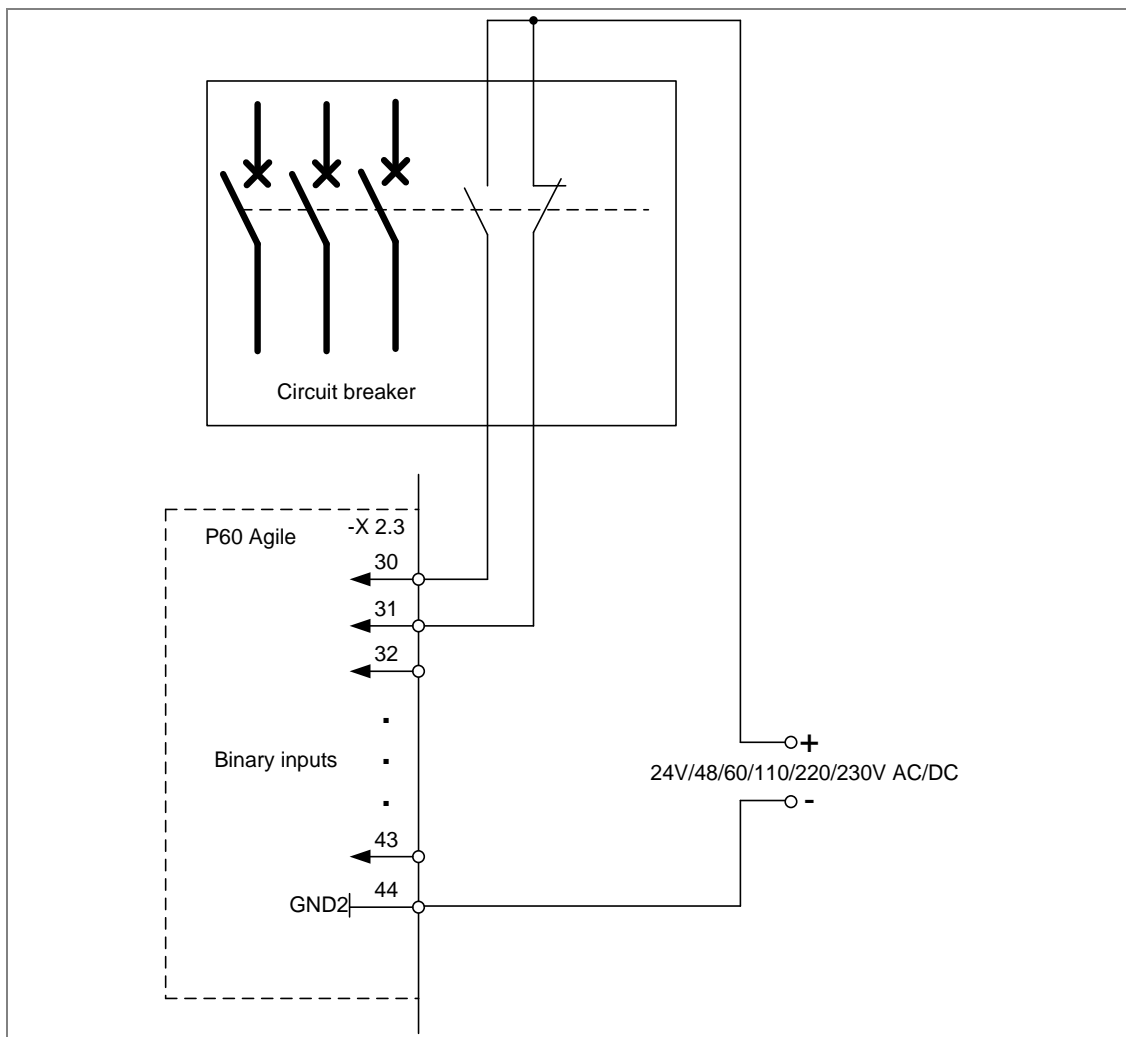 Circuit breaker
P60 Agile
-X 2.3
30
31
32
Binary inputs
43
44
GND2
+
24V/48/60/110/220/230V AC/DC
-